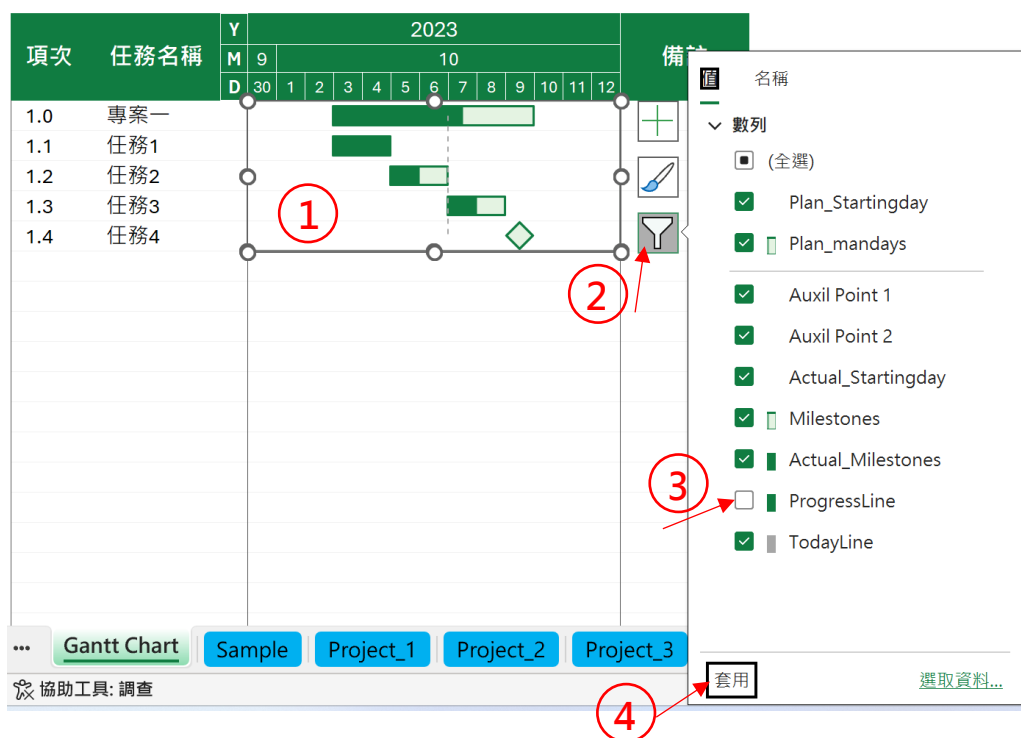 項次 任務名稱 Y 2023 備註
M 9 10
D 30 1 2 3 4 5 6 7 8 9 10 11 12
1.0 專案一
1.1 任務1
1.2 任務2
1.3 任務3
1.4 任務4
1
2
3
4
值 名稱
數列
(全選)
Plan_Startingday
Plan_mandays
Auxil Point 1
Auxil Point 2
Actual_Startingday
Milestones
Actual_Milestones
ProgressLine
TodayLine
套用 選取資料...
... Gantt Chart Sample Project_1 Project_2 Project_3
協助工具: 調查